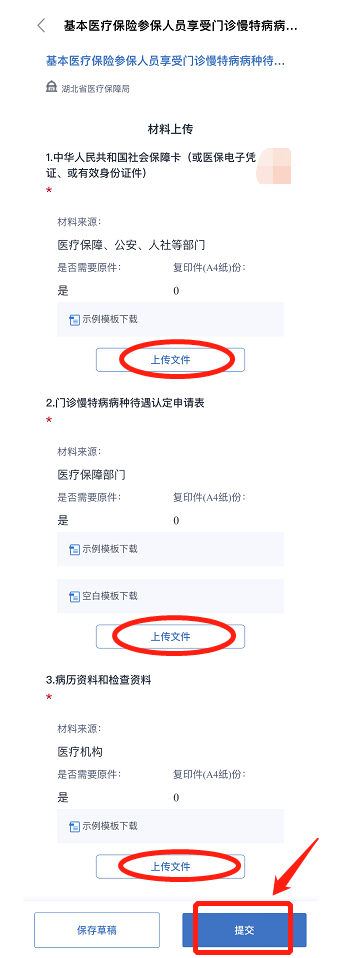 基本医疗保险参保人员享受门诊慢特病病...
基本医疗保险参保人员享受门诊慢特病病种待...
湖北省医疗保障局
材料上传
1.中华人民共和国社会保障卡（或医保电子凭
证、或有效身份证件）
*
材料来源：
医疗保障、公安、人社等部门
是否需要原件： 复印件(A4纸)份：
是 0
示例模板下载
上传文件
2.门诊慢特病病种待遇认定申请表
*
材料来源：
医疗保障部门
是否需要原件： 复印件(A4纸)份：
是 0
示例模板下载
空白模板下载
上传文件
3.病历资料和检查资料
*
材料来源：
医疗机构
是否需要原件： 复印件(A4纸)份：
是 0
示例模板下载
上传文件
保存草稿 提交